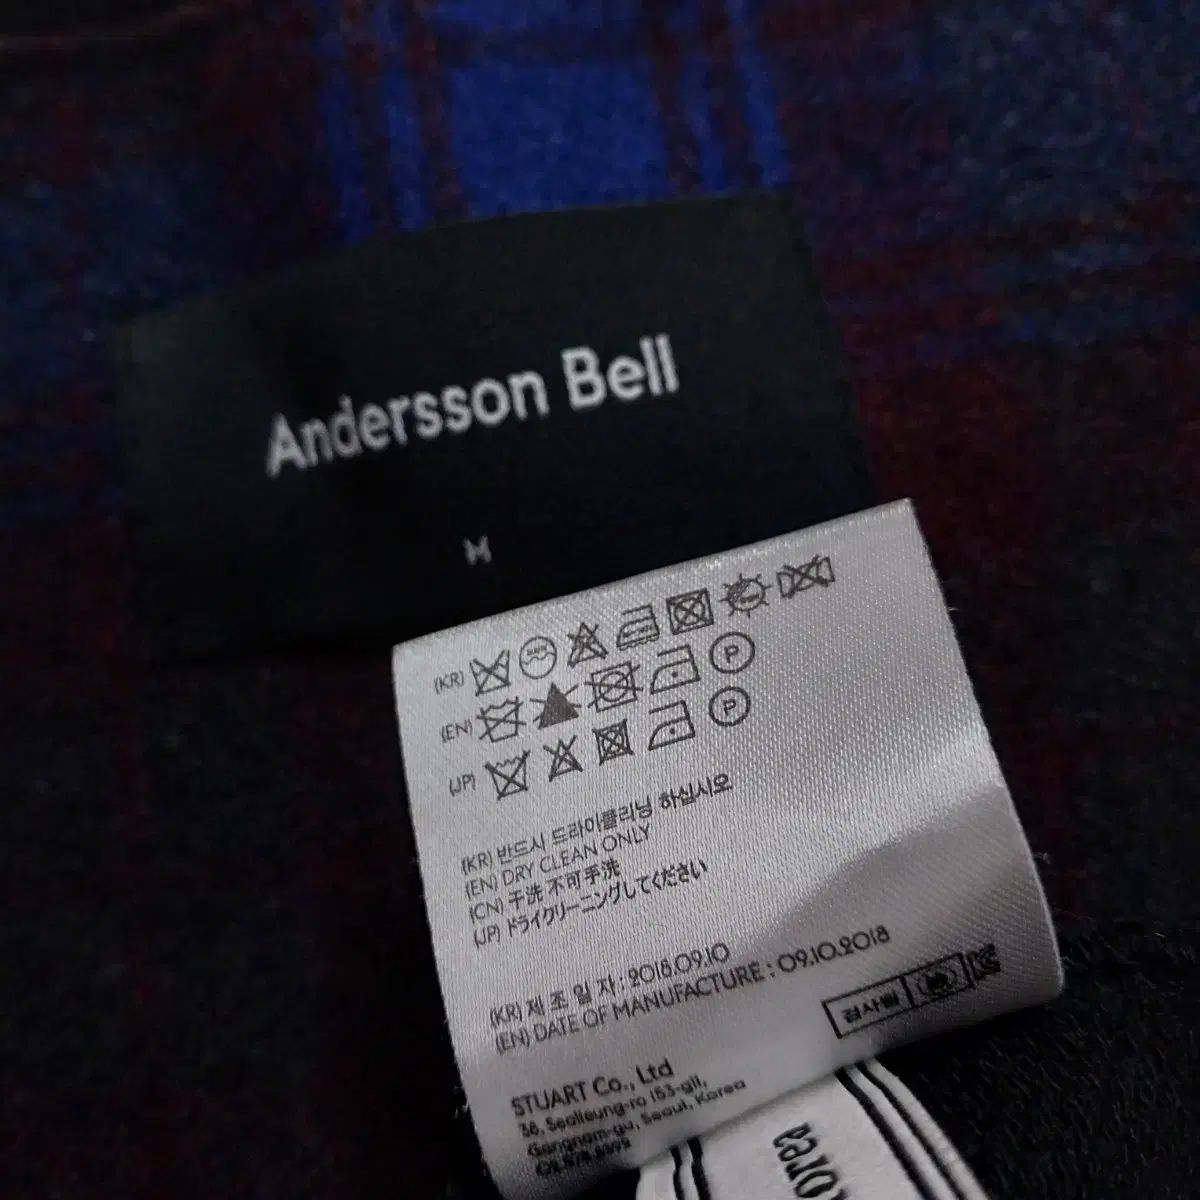 Andersson Bell
M
(KR)
(EN)
P
(JP)
P
(KR) 반드시 드라이클리닝 하십시오
(EN) DRY CLEAN ONLY
(CN) 干洗 不可手洗
(JP) ドライクリーニングしてください
(KR) 제 조 일 자 : 2018.09.10
(EN) DATE OF MANUFACTURE : 09.10.2018
검사필
STUART Co., Ltd
36, Seolleung-ro 153-gil,
Gangnam-gu, Seoul, Korea